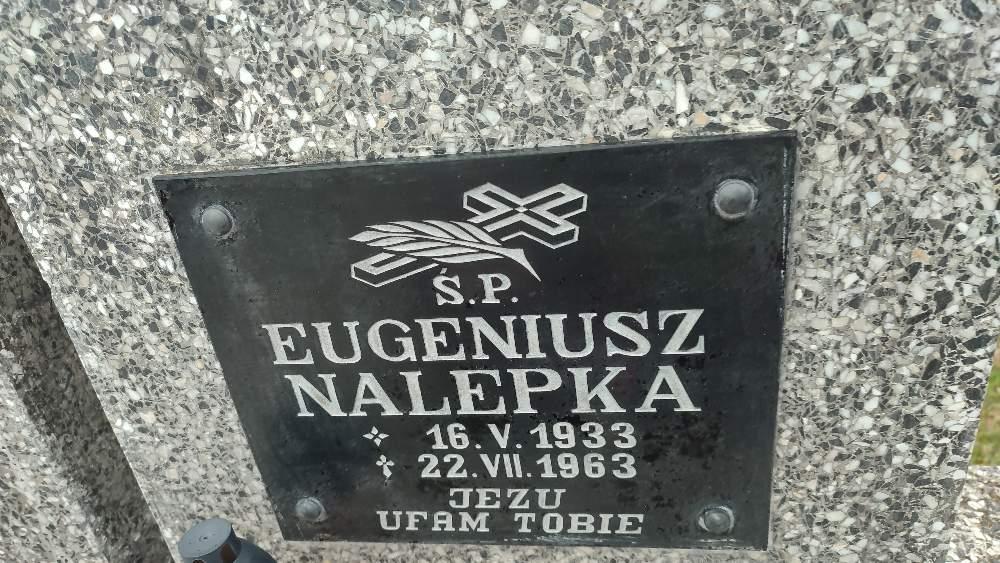 Ś.P.
EUGENIUSZ
NALEPKA
16.V.1933
22.VII.1963
JEZU
UFAM TOBIE